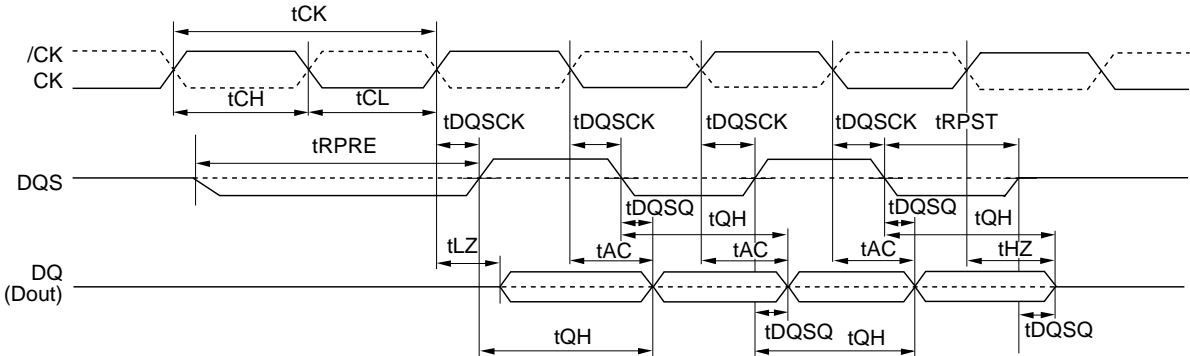 tCK
/CK
CK
tCH
tCL
tDQSCK
tDQSCK
tDQSCK
tDQSCK
tRPST
tRPRE
DQS
tDQSQ
tQH
tDQSQ
tQH
tLZ
tAC
tAC
tAC
tHZ
DQ
(Dout)
tDQSQ
tDQSQ
tQH
tQH